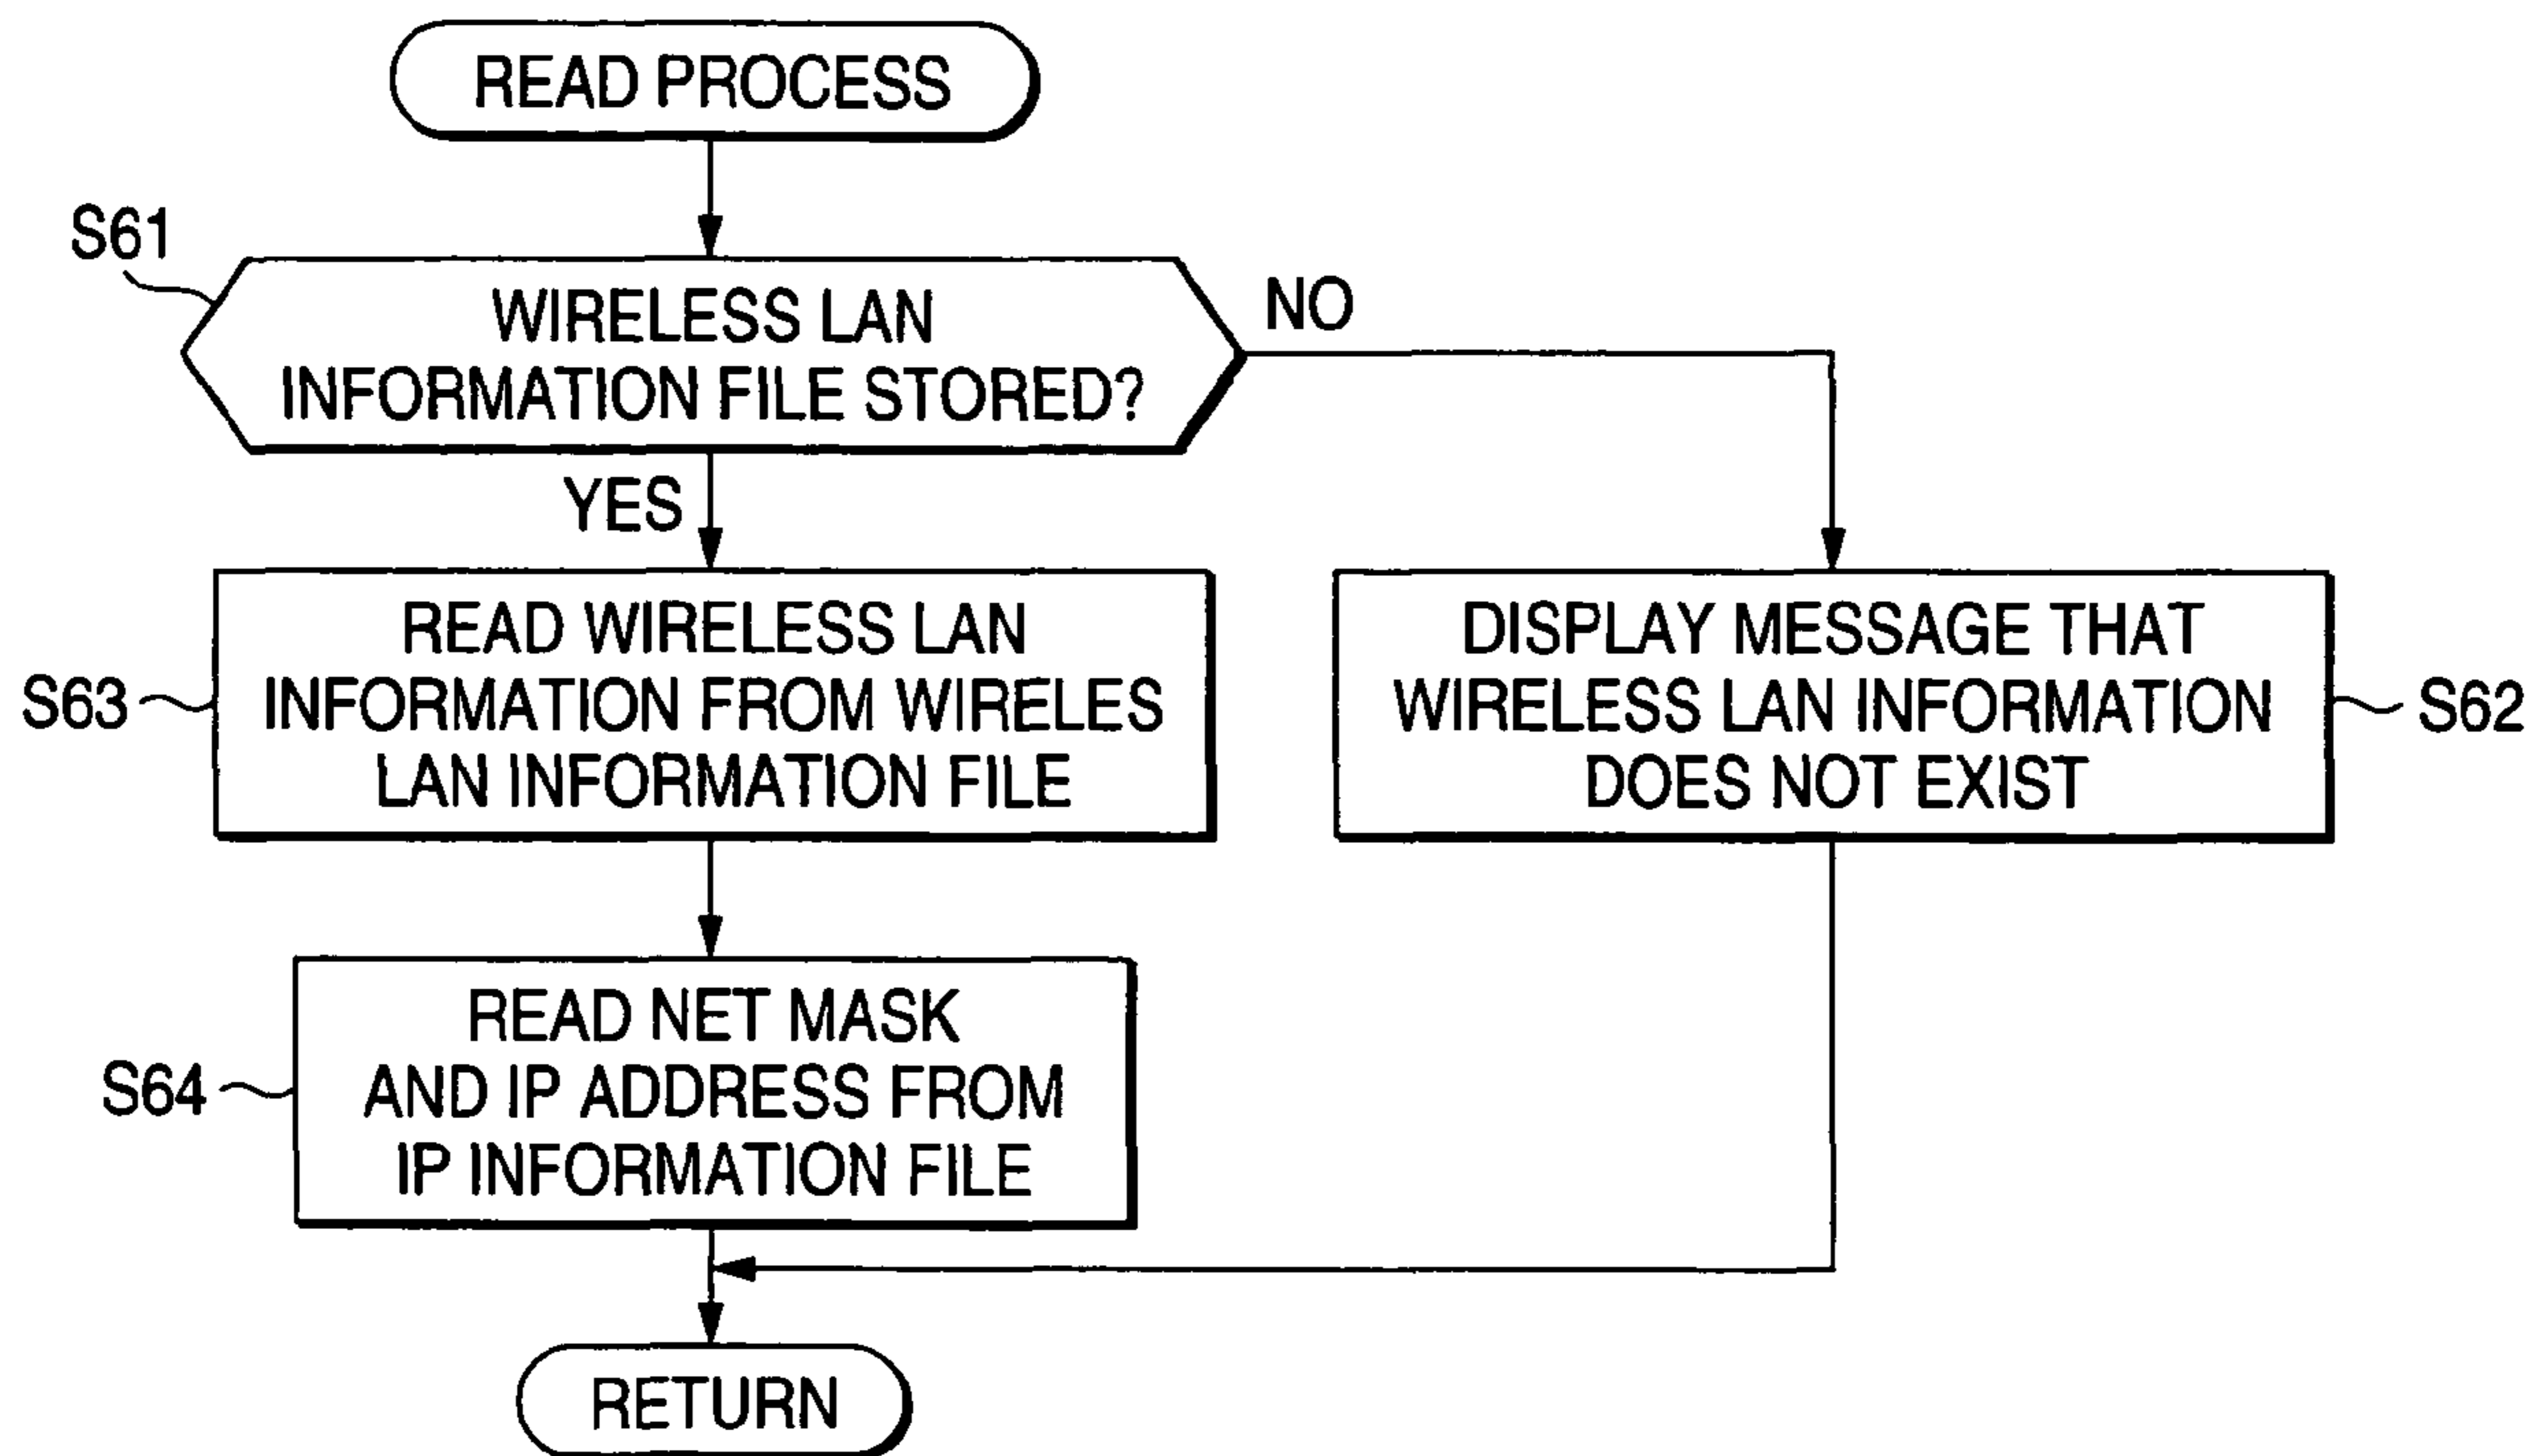 READ PROCESS
S61
WIRELESS LAN
INFORMATION FILE STORED?
NO
YES
S63
READ WIRELESS LAN
INFORMATION FROM WIRELES
LAN INFORMATION FILE
DISPLAY MESSAGE THAT
WIRELESS LAN INFORMATION
DOES NOT EXIST
S62
S64
READ NET MASK
AND IP ADDRESS FROM
IP INFORMATION FILE
RETURN